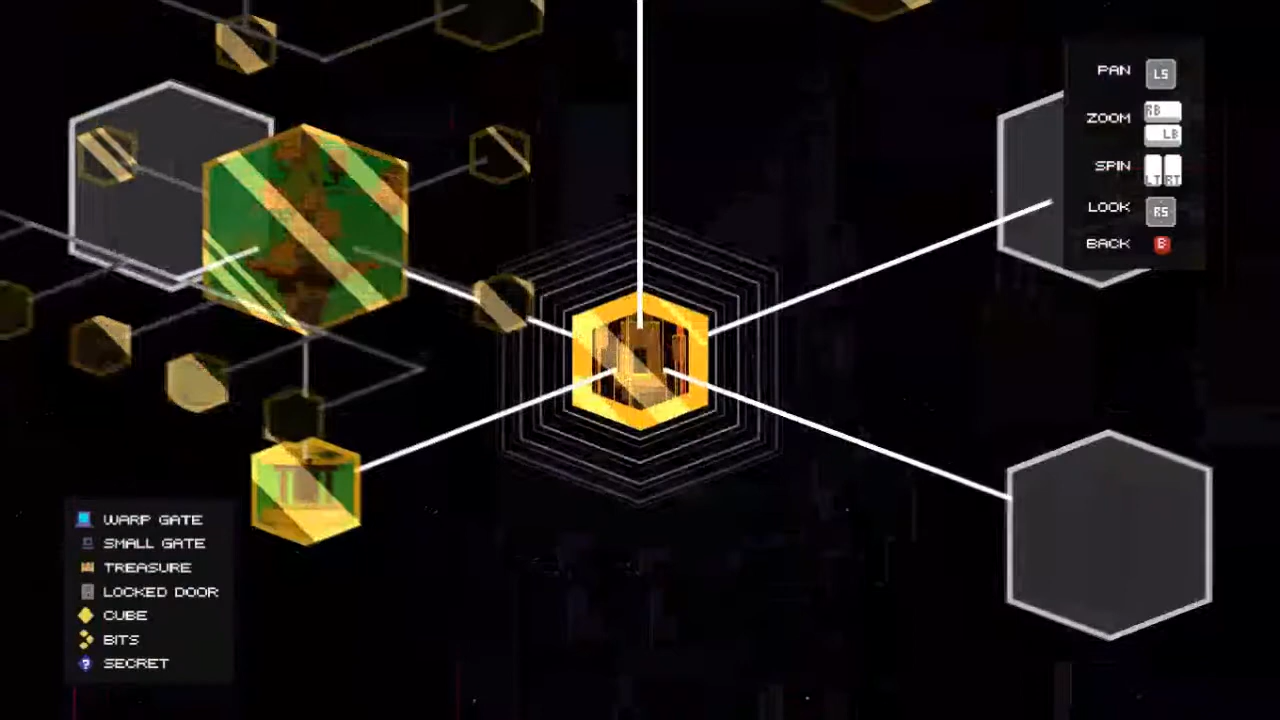 PAN LS
ZOOM RB
LB
SPIN LT RT
LOOK RS
BACK B
WARP GATE
SMALL GATE
TREASURE
LOCKED DOOR
CUBE
BITS
? SECRET